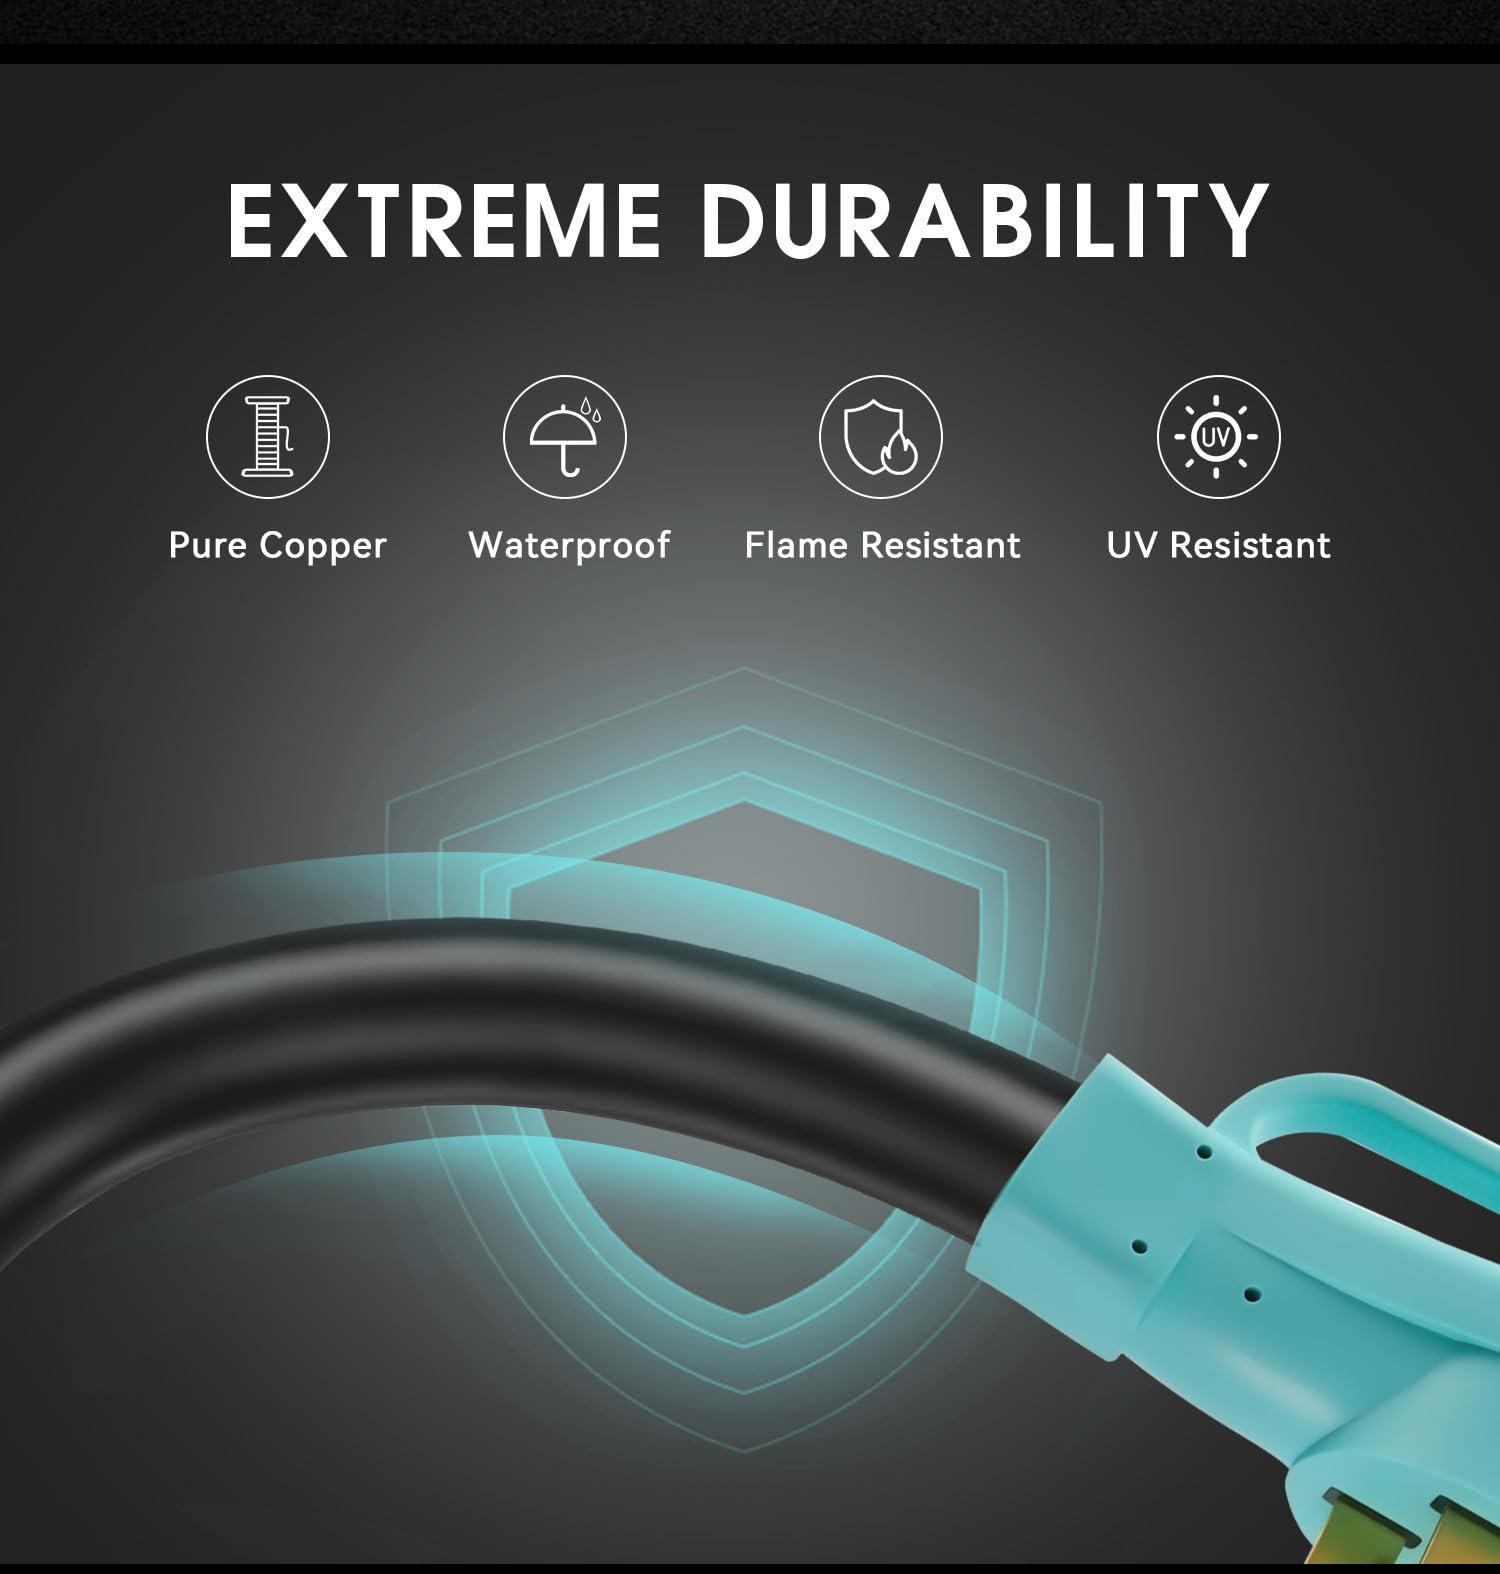 EXTREME DURABILITY
UV
Pure Copper
Waterproof
Flame Resistant
UV Resistant